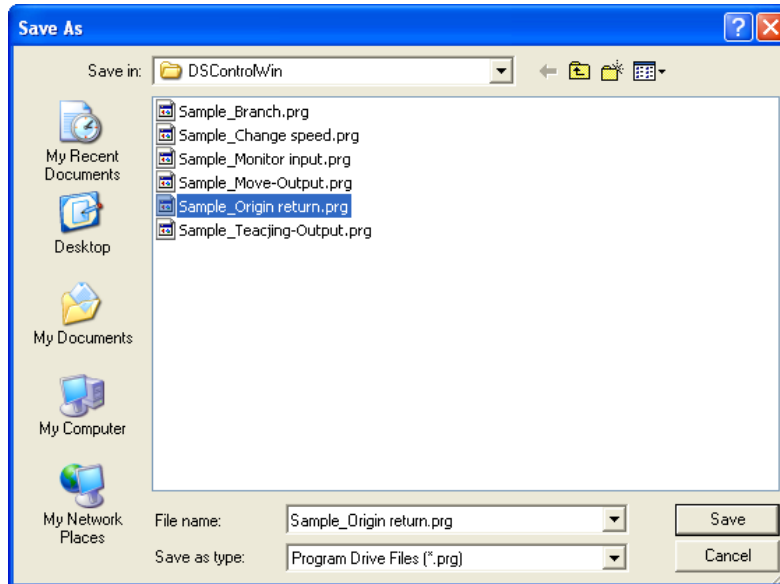 Save As
Save in: DSControlWin
Sample_Branch.prg
Sample_Change speed.prg
Sample_Monitor input.prg
Sample_Move-Output.prg
Sample_Origin return.prg
Sample_Teacjing-Output.prg
My Recent
Documents
Desktop
My Documents
My Computer
My Network
Places
File name: Sample_Origin return.prg Save
Save as type: Program Drive Files (*.prg) Cancel